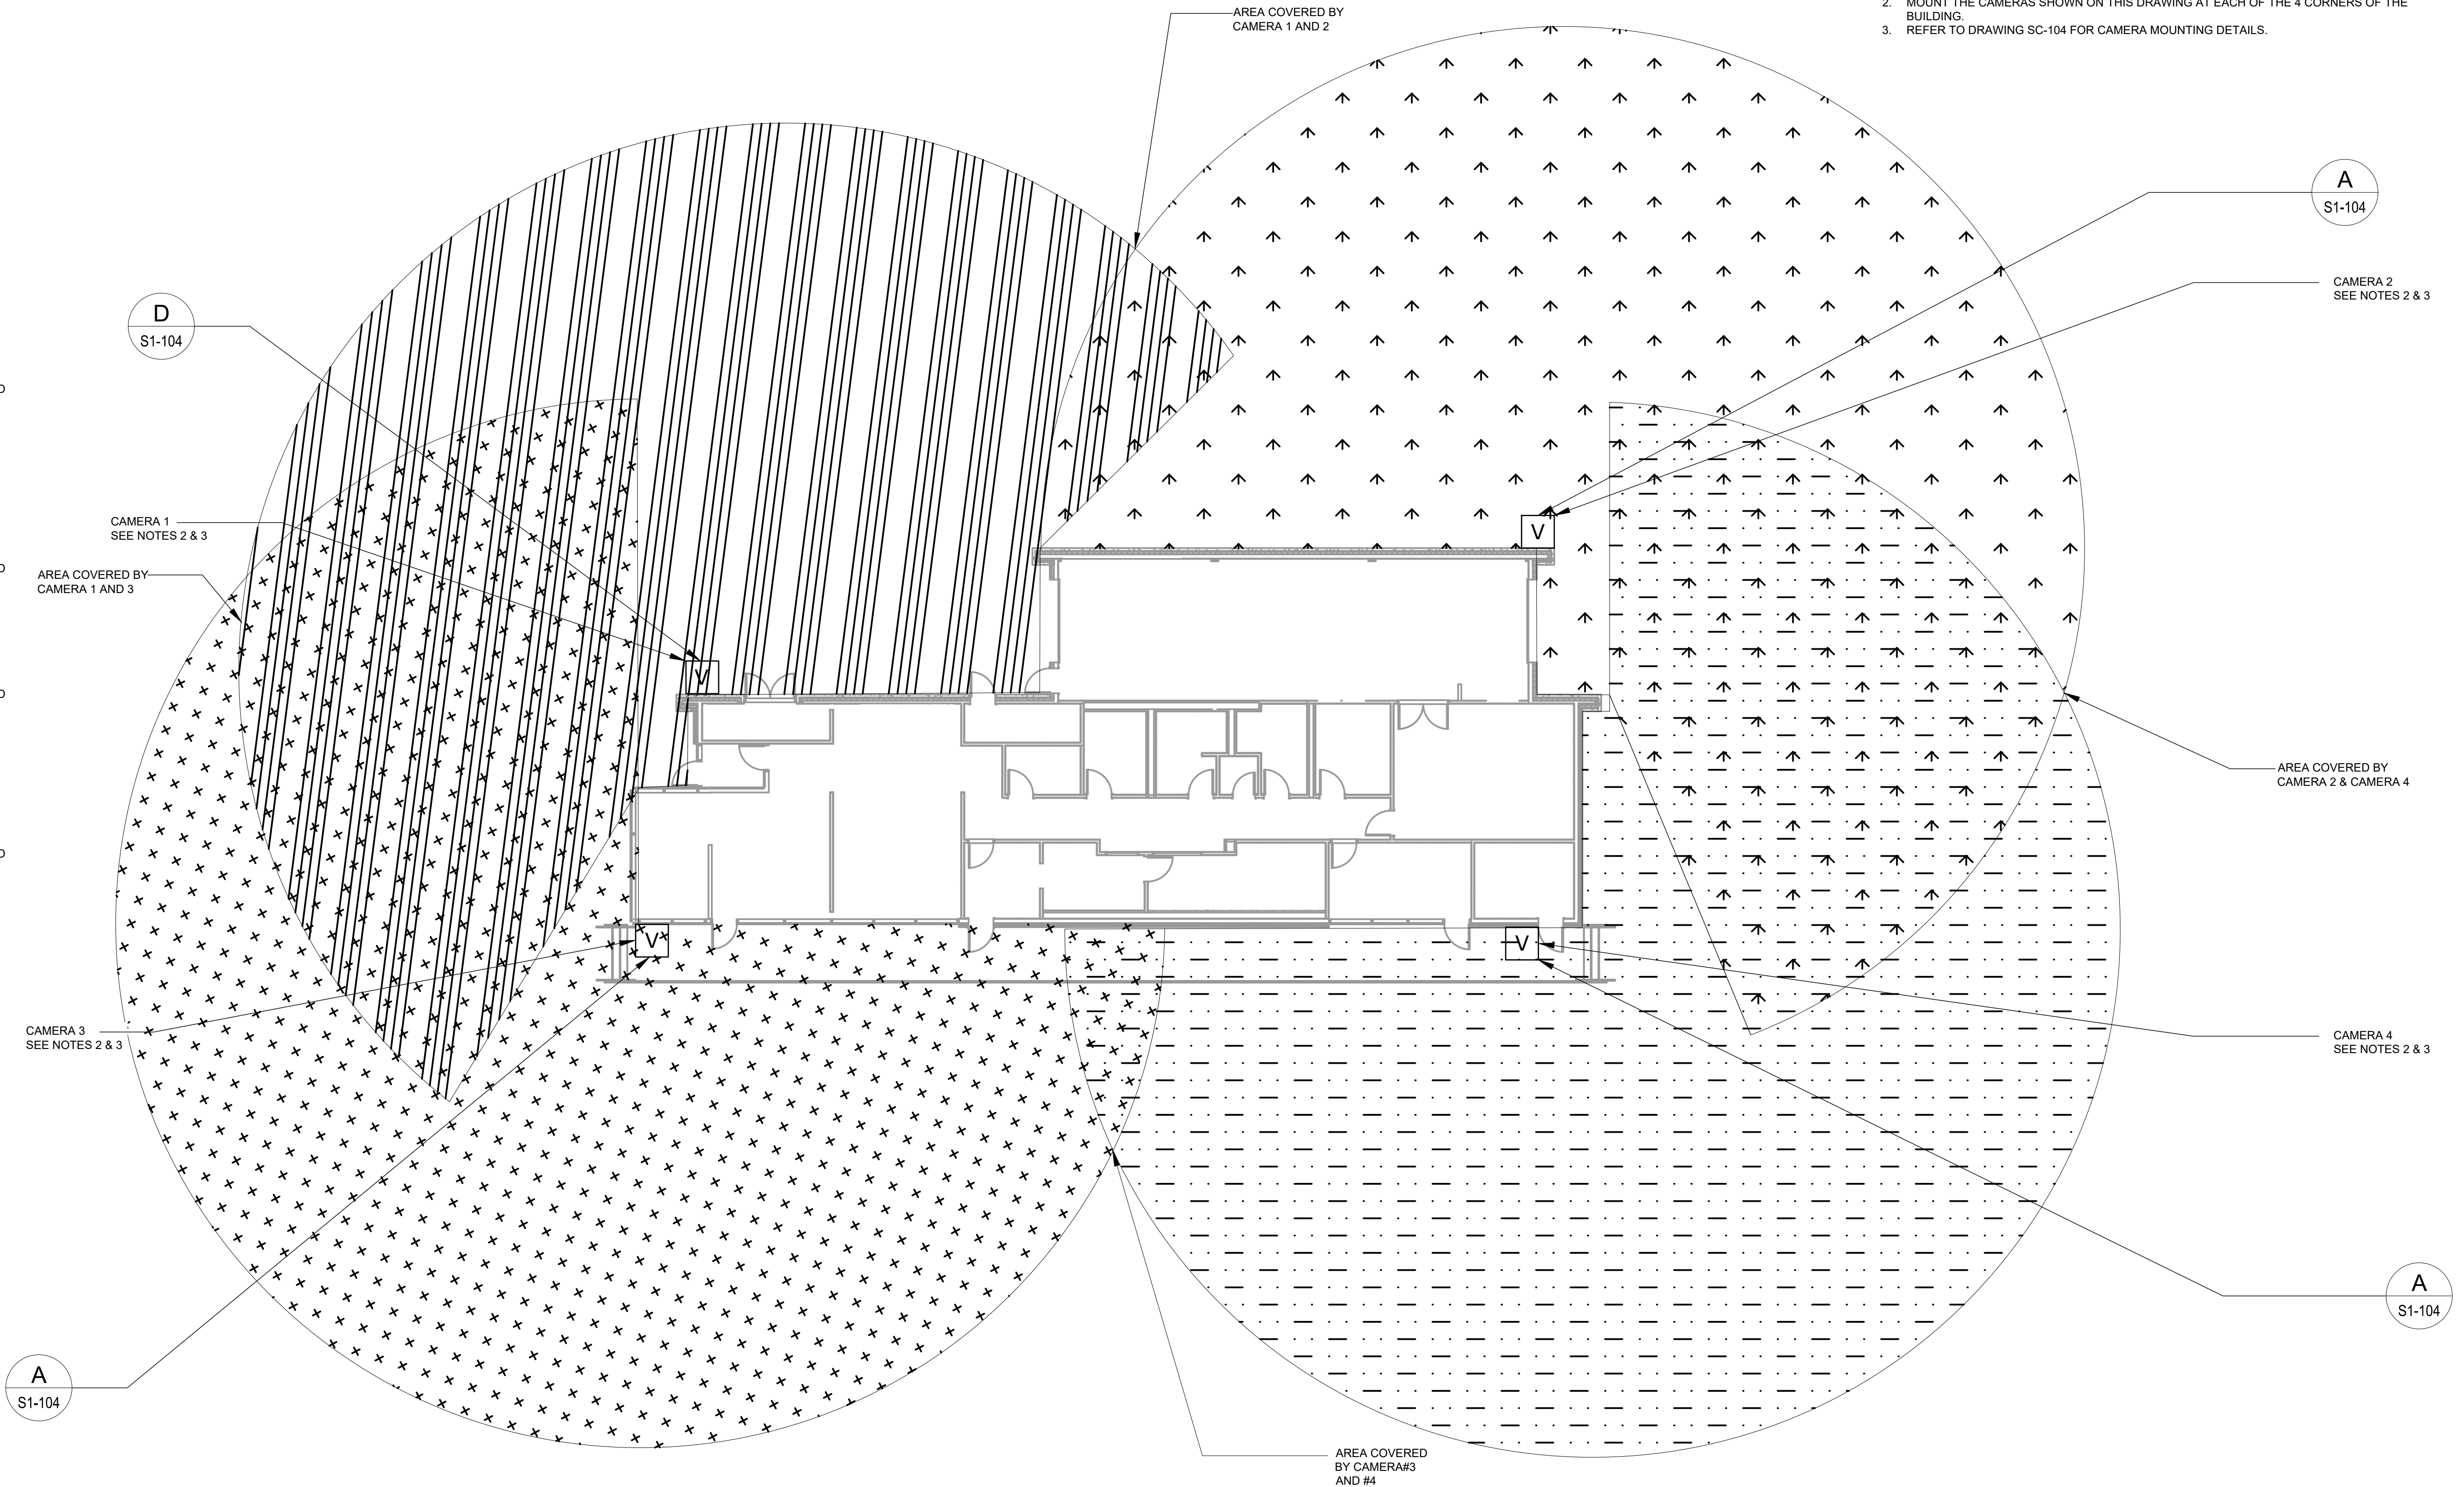 AREA COVERED BY
CAMERA 1 AND 2
2. MOUNT THE CAMERAS SHOWN ON THIS DRAWING AT EACH OF THE 4 CORNERS OF THE
BUILDING.
3. REFER TO DRAWING SC-104 FOR CAMERA MOUNTING DETAILS.
A
S1-104
CAMERA 2
SEE NOTES 2 & 3
D
S1-104
CAMERA 1
SEE NOTES 2 & 3
AREA COVERED BY
CAMERA 1 AND 3
V
V
AREA COVERED BY
CAMERA 2 & CAMERA 4
V
V
CAMERA 3
SEE NOTES 2 & 3
CAMERA 4
SEE NOTES 2 & 3
A
S1-104
A
S1-104
AREA COVERED
BY CAMERA#3
AND #4